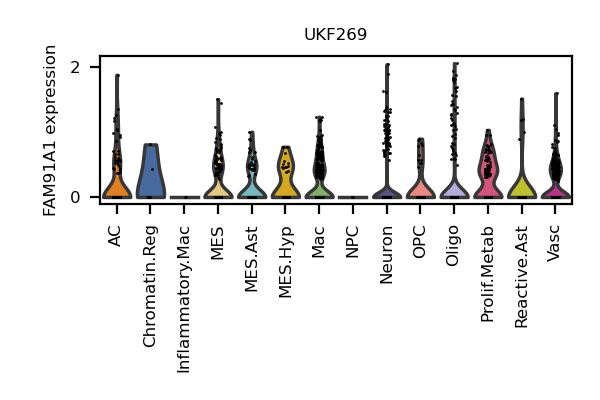 UKF269
FAM91A1 expression
2
0
AC
Chromatin.Reg
Inflammatory.Mac
MES
MES.Ast
MES.Hyp
Mac
NPC
Neuron
OPC
Oligo
Prolif.Metab
Reactive.Ast
Vasc